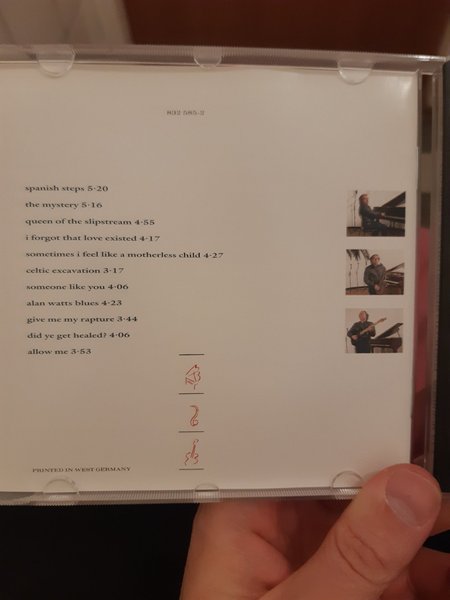 832 585-2
spanish steps 5·20
the mystery 5·16
queen of the slipstream 4·55
i forgot that love existed 4·17
sometimes i feel like a motherless child 4·27
celtic excavation 3·17
someone like you 4·06
alan watts blues 4·23
give me my rapture 3·44
did ye get healed? 4·06
allow me 3·53
PRINTED IN WEST GERMANY